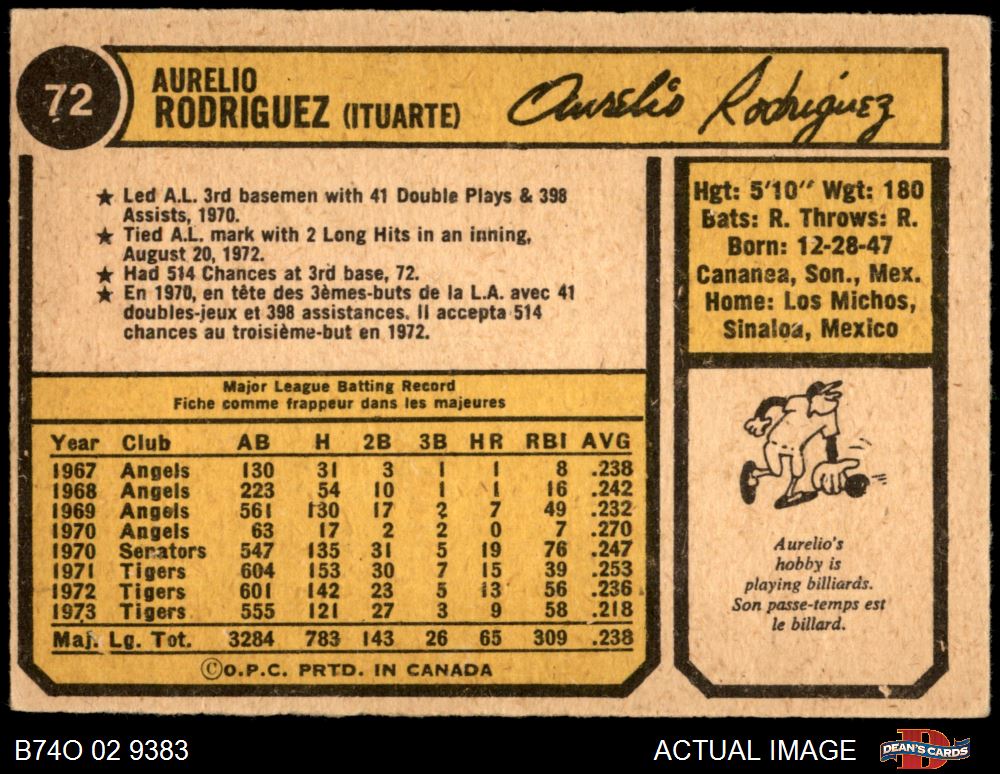 72
AURELIO
RODRIGUEZ (ITUARTE)
Aurelio Rodriguez
★ Led A.L. 3rd basemen with 41 Double Plays & 398
Assists, 1970.
★ Tied A.L. mark with 2 Long Hits in an inning,
August 20, 1972.
★ Had 514 Chances at 3rd base, 72.
★ En 1970, en tête des 3èmes-buts de la L.A. avec 41
doubles-jeux et 398 assistances. Il accepta 514
chances au troisième-but en 1972.
Hgt: 5'10" Wgt: 180
Bats: R. Throws: R.
Born: 12-28-47
Cananea, Son., Mex.
Home: Los Michos,
Sinaloa, Mexico
Major League Batting Record
Fiche comme frappeur dans les majeures
Year Club AB H 2B 3B HR RBI AVG
1967 Angels 130 31 3 1 1 8 .238
1968 Angels 223 54 10 1 1 16 .242
1969 Angels 561 130 17 2 7 49 .232
1970 Angels 63 17 2 2 0 7 .270
1970 Senators 547 135 31 5 19 76 .247
1971 Tigers 604 153 30 7 15 39 .253
1972 Tigers 601 142 23 5 13 56 .236
1973 Tigers 555 121 27 3 9 58 .218
Maj. Lg. Tot. 3284 783 143 26 65 309 .238
©O.P.C. PRTD. IN CANADA
Aurelio's
hobby is
playing billiards.
Son passe-temps est
le billard.
B74O 02 9383
ACTUAL IMAGE
DEAN'S CARDS